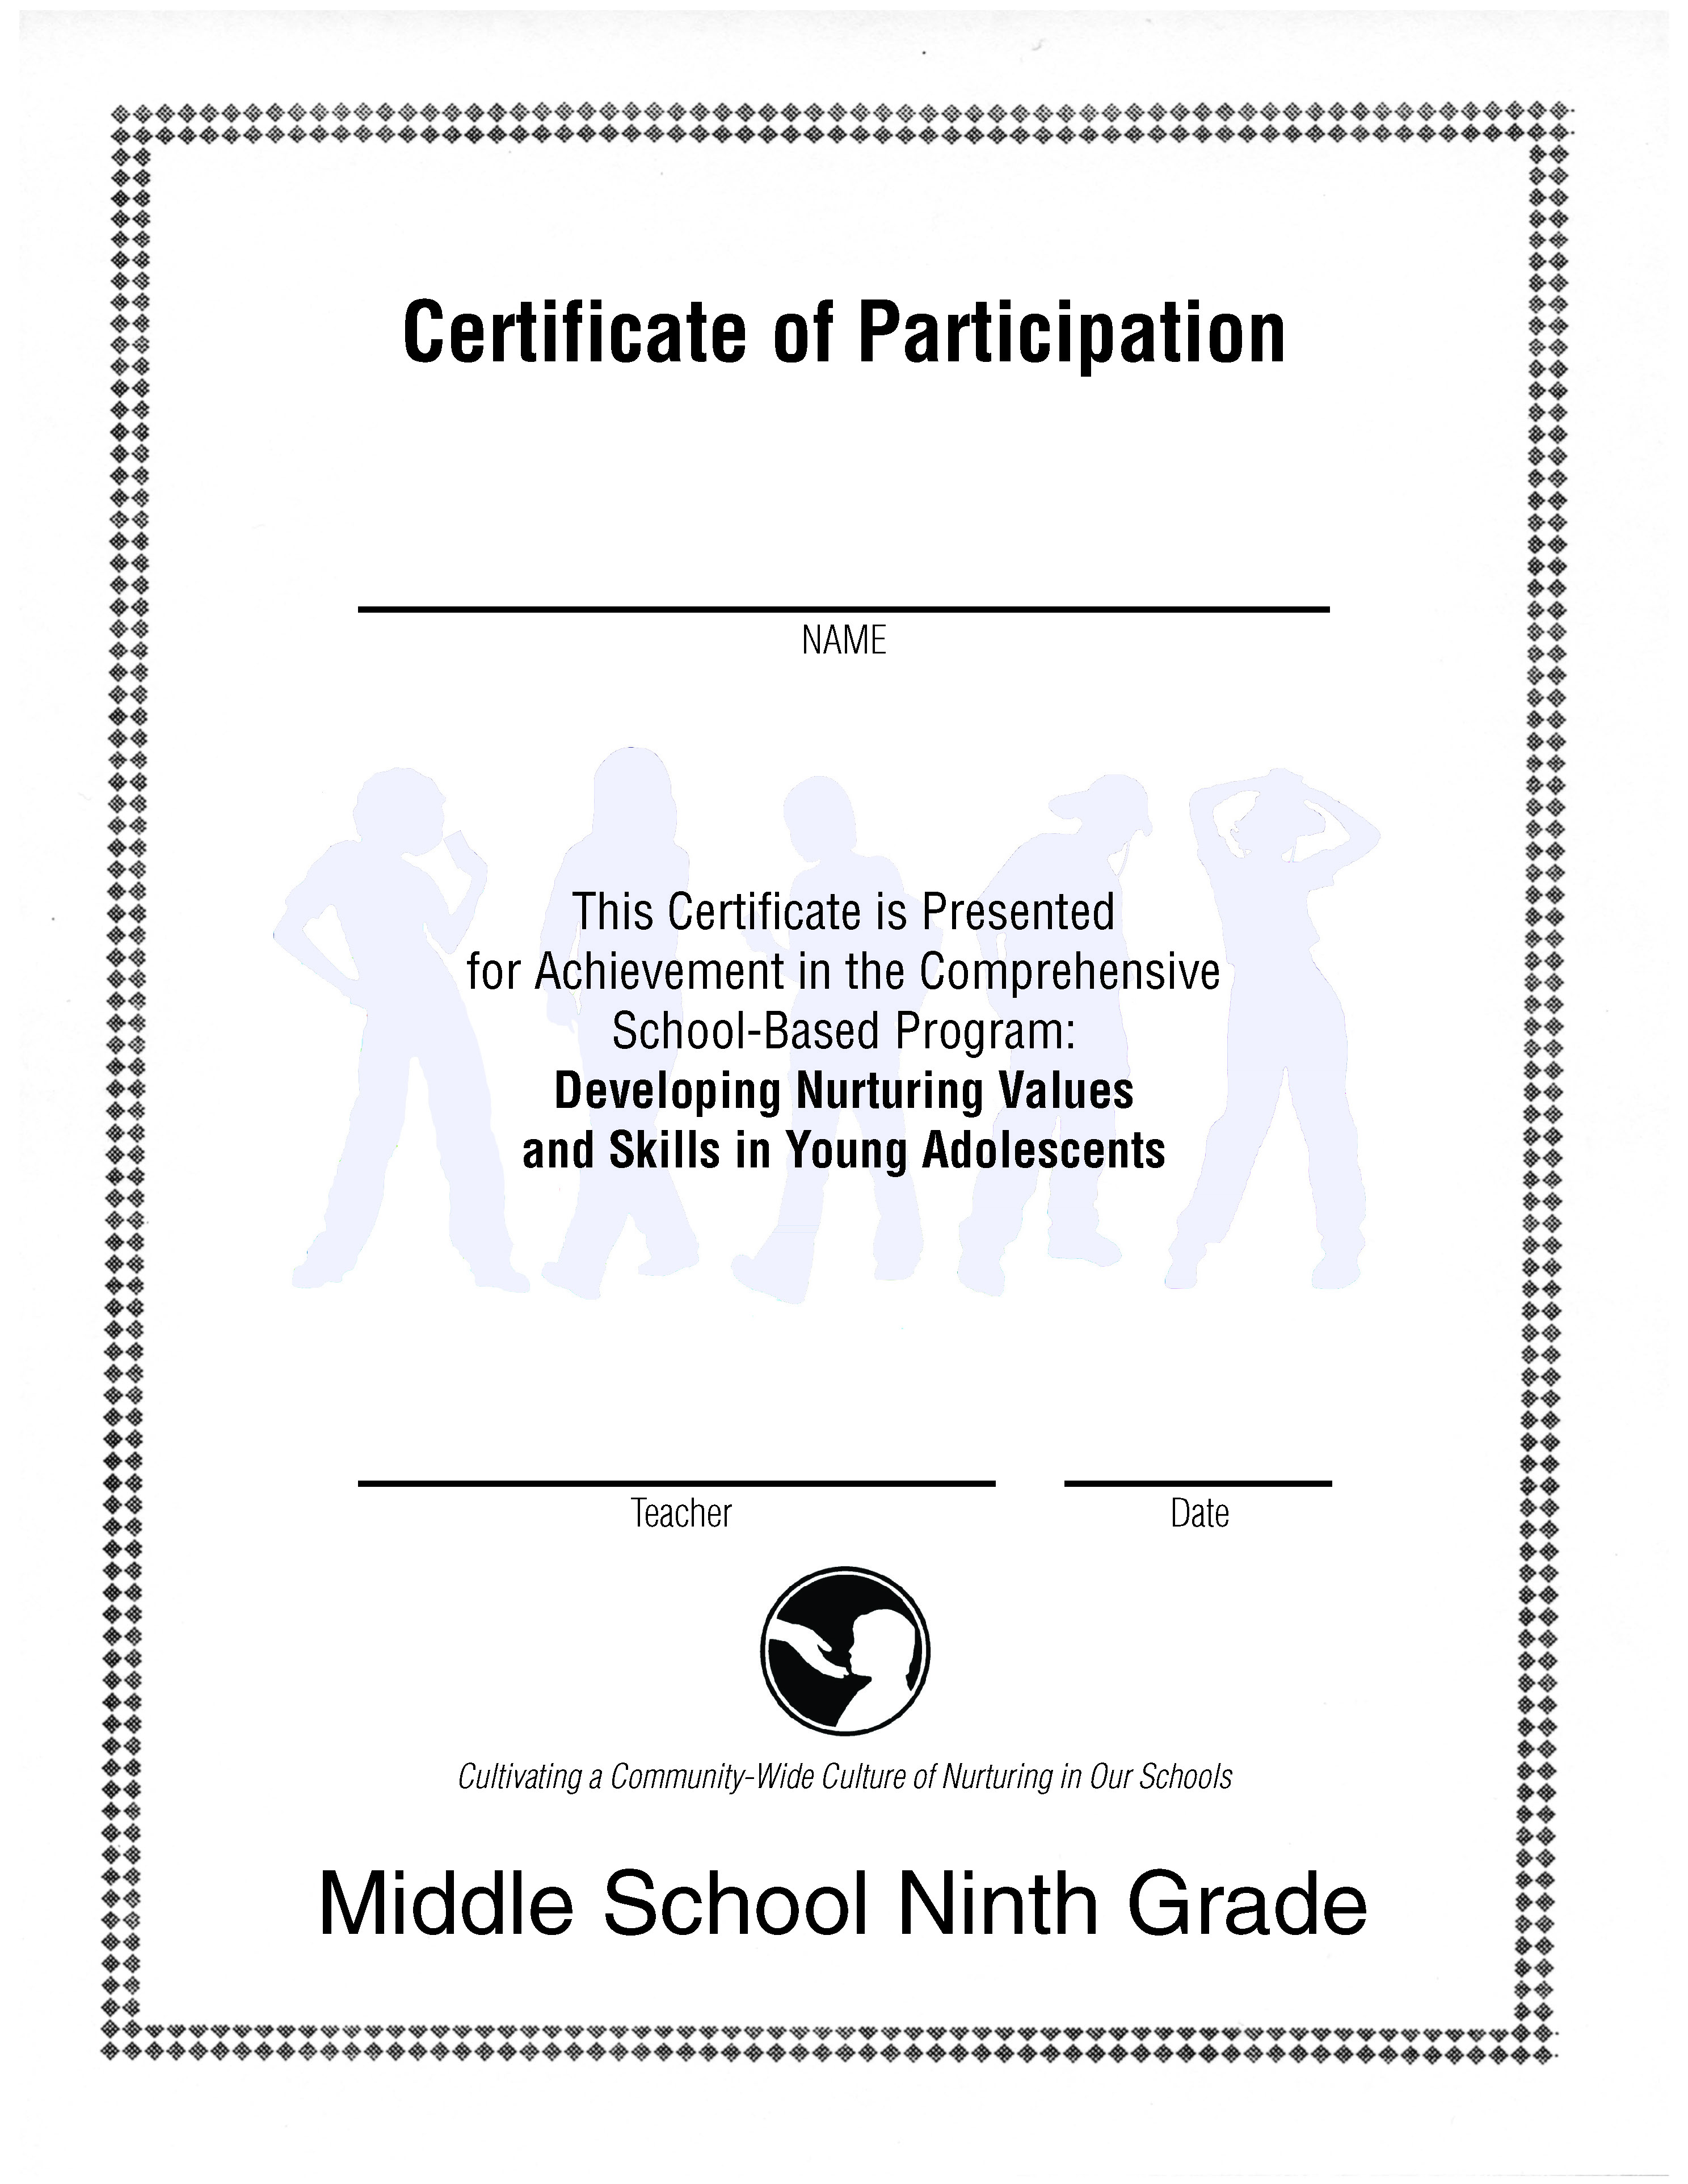 Certificate of Participation
NAME
This Certificate is Presented
for Achievement in the Comprehensive
School-Based Program:
Developing Nurturing Values
and Skills in Young Adolescents
Teacher
Date
Cultivating a Community-Wide Culture of Nurturing in Our Schools
Middle School Ninth Grade